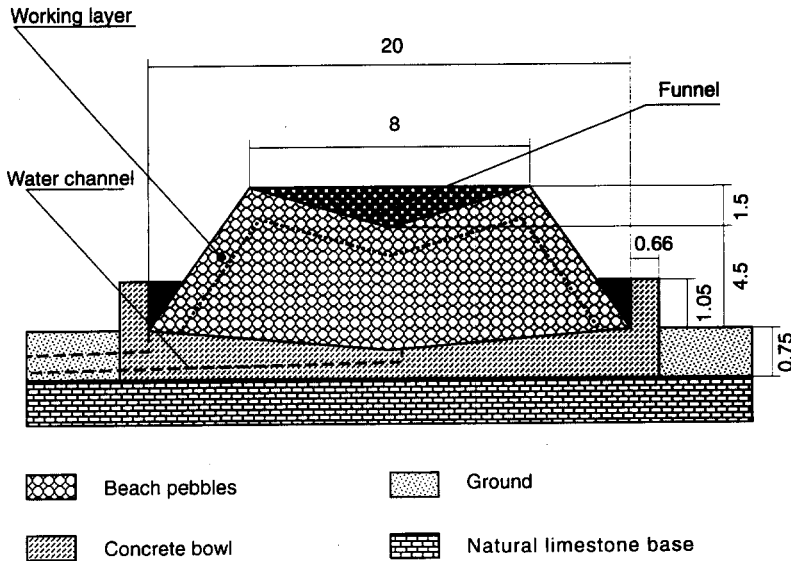 Working layer
20
Funnel
8
Water channel
1.5
0.66
4.5
1.05
0.75
Beach pebbles
Ground
Concrete bowl
Natural limestone base